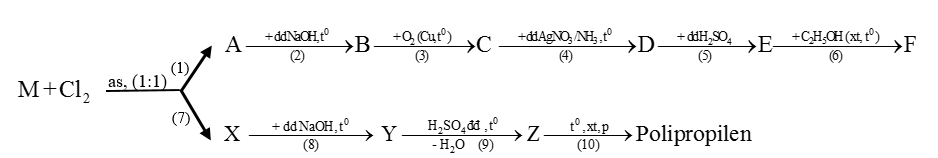 A +ddNaOH,t⁰ (2) B +O₂(Cu,t⁰) (3) C +ddAgNO₃/NH₃,t⁰ (4) D +ddH₂SO₄ (5) E +C₂H₅OH(xt,t⁰) (6) F
M+Cl₂ as, (1:1) (1)
(7)
X + dd NaOH,t⁰ (8) Y H₂SO₄đđ ,t⁰ - H₂O (9) Z t⁰,xt,p (10) Polipropilen